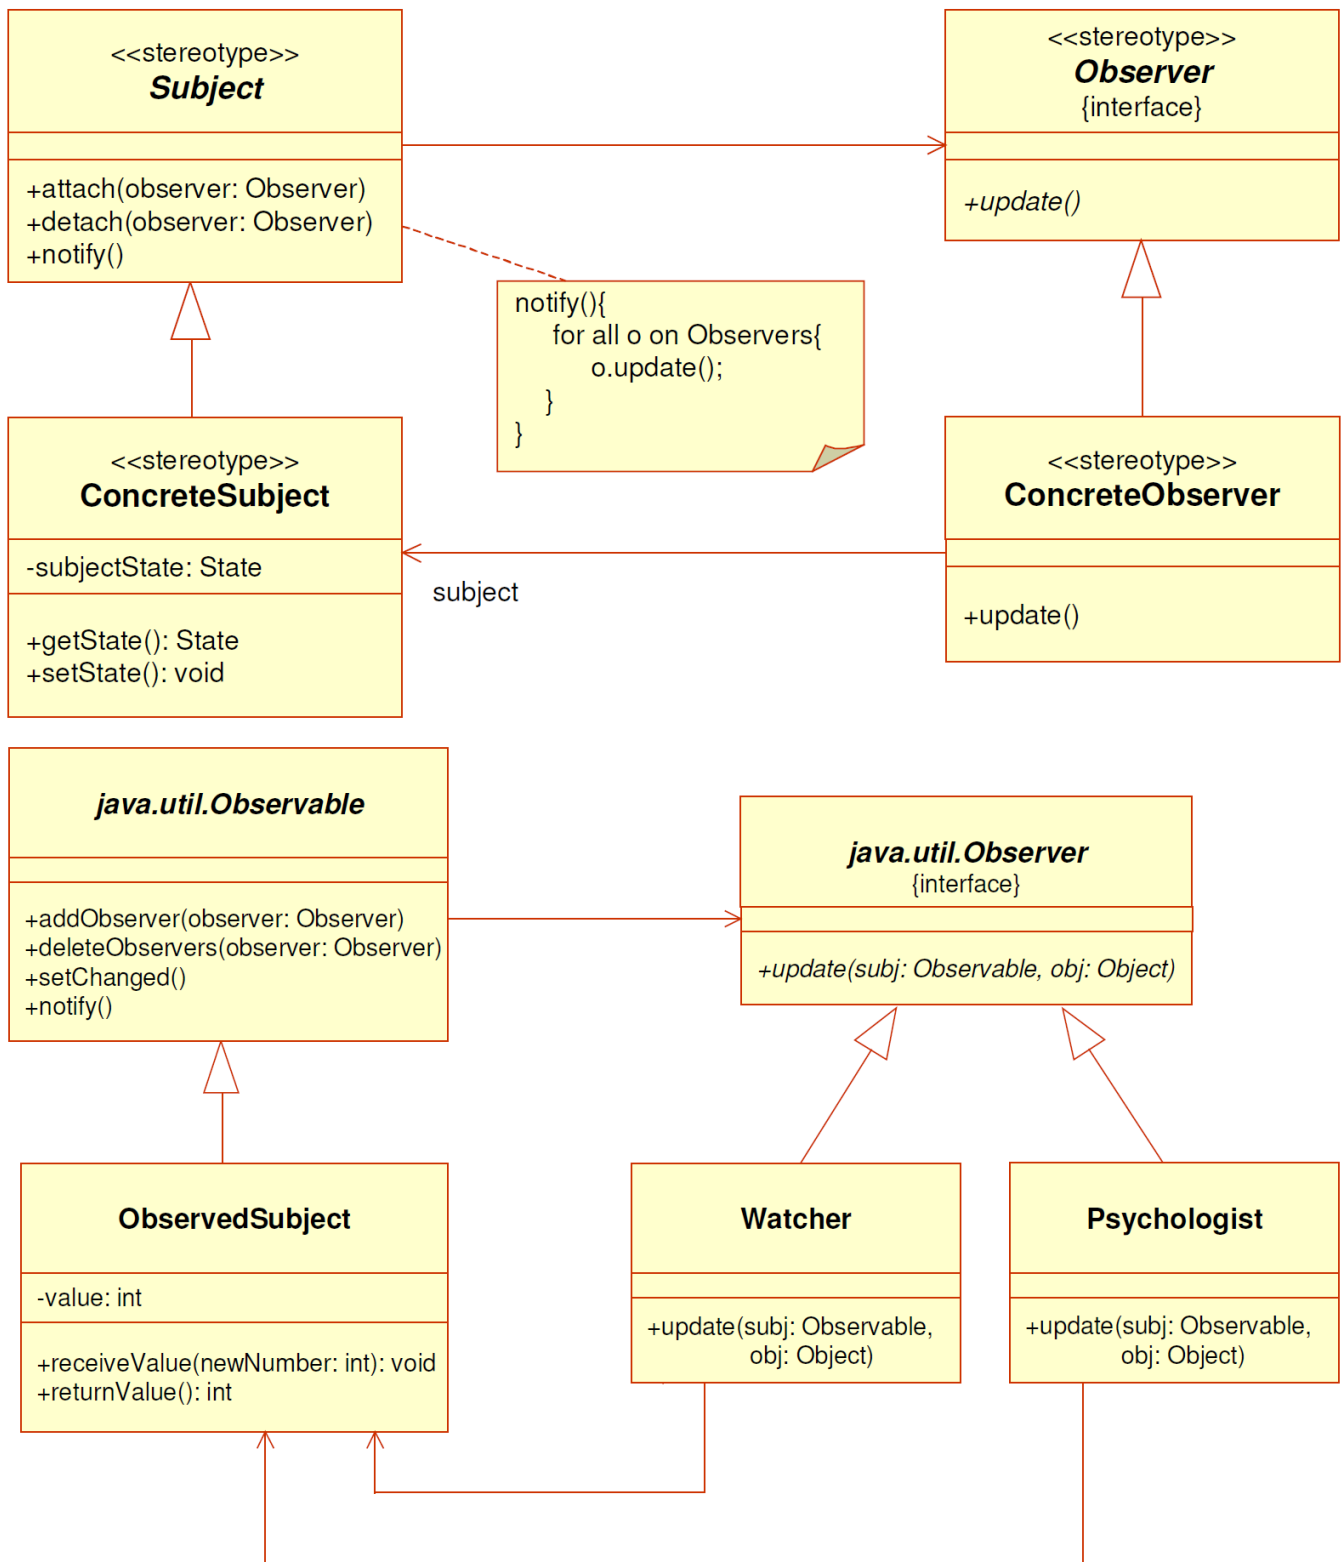 <<stereotype>>
Subject
+attach(observer: Observer)
+detach(observer: Observer)
+notify()
<<stereotype>>
Observer
{interface}
+update()
notify(){
for all o on Observers{
o.update();
}
}
<<stereotype>>
ConcreteSubject
-subjectState: State
+getState(): State
+setState(): void
subject
<<stereotype>>
ConcreteObserver
+update()
java.util.Observable
+addObserver(observer: Observer)
+deleteObservers(observer: Observer)
+setChanged()
+notify()
java.util.Observer
{interface}
+update(subj: Observable, obj: Object)
ObservedSubject
-value: int
+receiveValue(newNumber: int): void
+returnValue(): int
Watcher
+update(subj: Observable,
obj: Object)
Psychologist
+update(subj: Observable,
obj: Object)